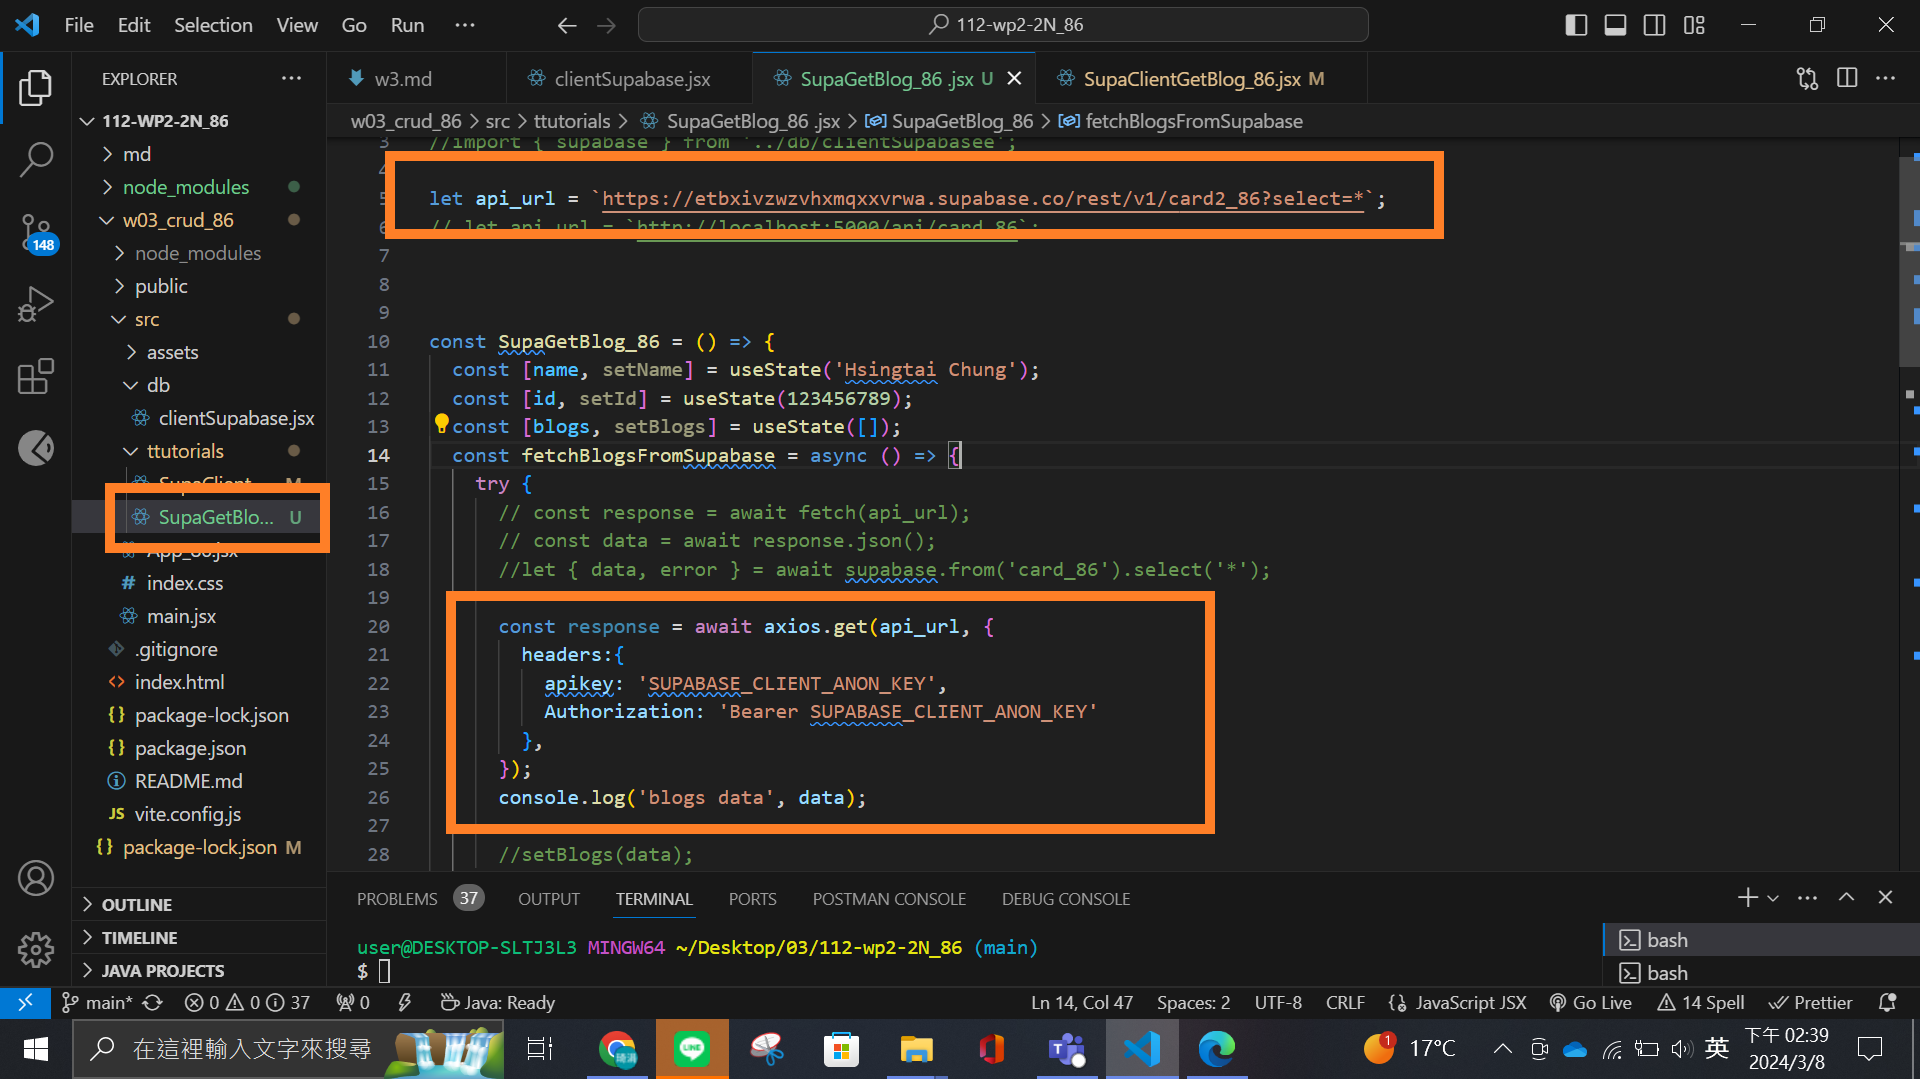 File Edit Selection View Go Run ··· 112-wp2-2N_86
EXPLORER
w3.md clientSupabase.jsx SupaGetBlog_86 .jsx U SupaClientGetBlog_86.jsx M
w03_crud_86 > src > ttutorials > SupaGetBlog_86 .jsx > SupaGetBlog_86 > fetchBlogsFromSupabase
112-WP2-2N_86
md
node_modules
w03_crud_86
node_modules
public
src
assets
db
clientSupabase.jsx
ttutorials
SupaClient... M
SupaGetBlo... U
App_86.jsx
index.css
main.jsx
.gitignore
index.html
package-lock.json
package.json
README.md
vite.config.js
package-lock.json M
OUTLINE
TIMELINE
JAVA PROJECTS
148
3 //import { supabase } from '../db/clientSupabasee';
4
5 let api_url = `https://etbxivzwzvhxmqxxvrwa.supabase.co/rest/v1/card2_86?select=*`;
6 // let api_url = `http://localhost:5000/api/card_86`;
7
8
9
10 const SupaGetBlog_86 = () => {
11 const [name, setName] = useState('Hsingtai Chung');
12 const [id, setId] = useState(123456789);
13 const [blogs, setBlogs] = useState([]);
14 const fetchBlogsFromSupabase = async () => {
15 try {
16 // const response = await fetch(api_url);
17 // const data = await response.json();
18 //let { data, error } = await supabase.from('card_86').select('*');
19
20 const response = await axios.get(api_url, {
21 headers:{
22 apikey: 'SUPABASE_CLIENT_ANON_KEY',
23 Authorization: 'Bearer SUPABASE_CLIENT_ANON_KEY'
24 },
25 });
26 console.log('blogs data', data);
27
28 //setBlogs(data);
PROBLEMS 37 OUTPUT TERMINAL PORTS POSTMAN CONSOLE DEBUG CONSOLE
user@DESKTOP-SLTJ3L3 MINGW64 ~/Desktop/03/112-wp2-2N_86 (main)
$
bash
bash
main* 0 0 37 0 Java: Ready Ln 14, Col 47 Spaces: 2 UTF-8 CRLF JavaScript JSX Go Live 14 Spell Prettier
在這裡輸入文字來搜尋
1 17°C 英 下午 02:39
2024/3/8